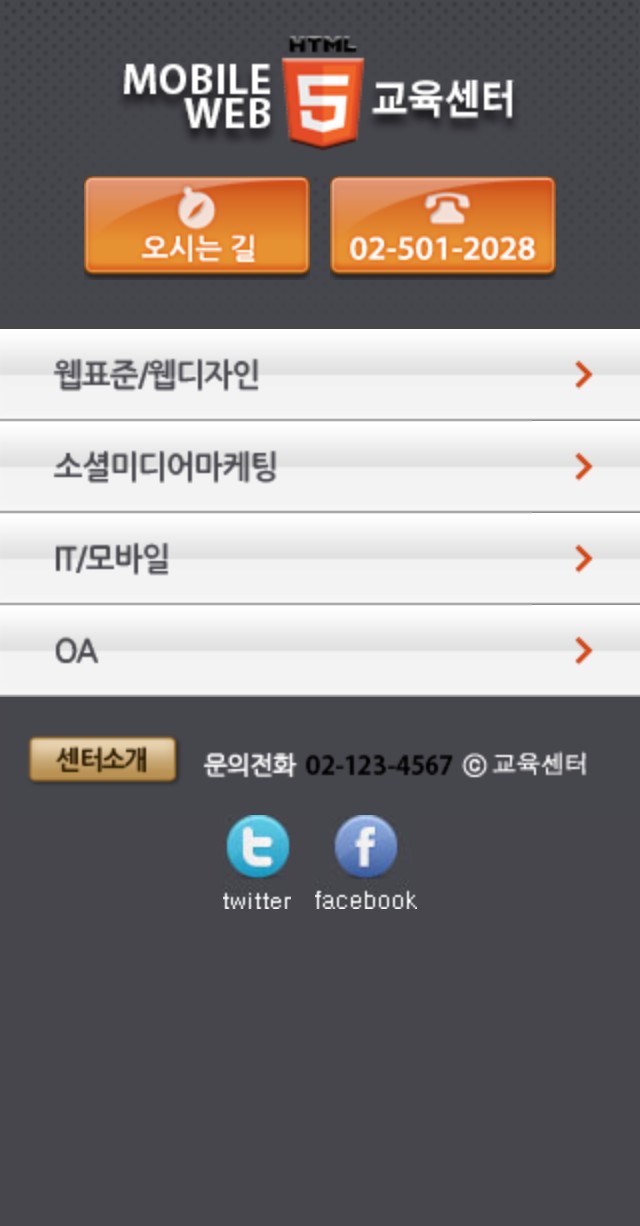 HTML
MOBILE
WEB
5
교육센터
오시는 길
02-501-2028
웹표준/웹디자인
소셜미디어마케팅
IT/모바일
OA
센터소개
문의전화 02-123-4567 ⓒ 교육센터
t
f
twitter
facebook